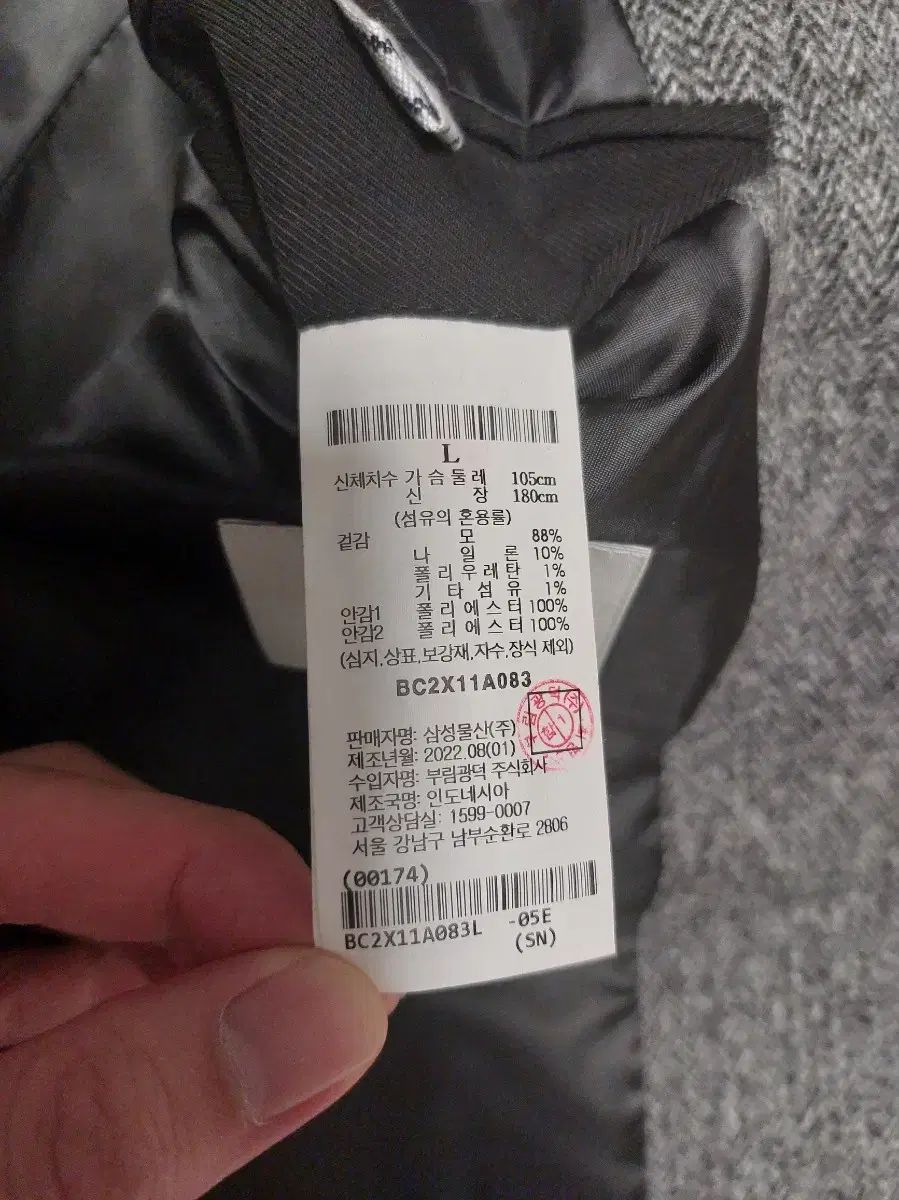 L
신체치수 가 슴 둘 레 105cm
신 장 180cm
(섬유의 혼용률)
겉감 모 88%
나 일 론 10%
폴 리 우 레 탄 1%
기 타 섬 유 1%
안감1 폴 리 에 스 터 100%
안감2 폴 리 에 스 터 100%
(심지,상표,보강재,자수,장식 제외)
BC2X11A083
판매자명: 삼성물산(주)
제조년월: 2022.08(01)
수입자명: 부림광덕 주식회사
제조국명: 인도네시아
고객상담실: 1599-0007
서울 강남구 남부순환로 2806
(00174)
BC2X11A083L -05E
(SN)